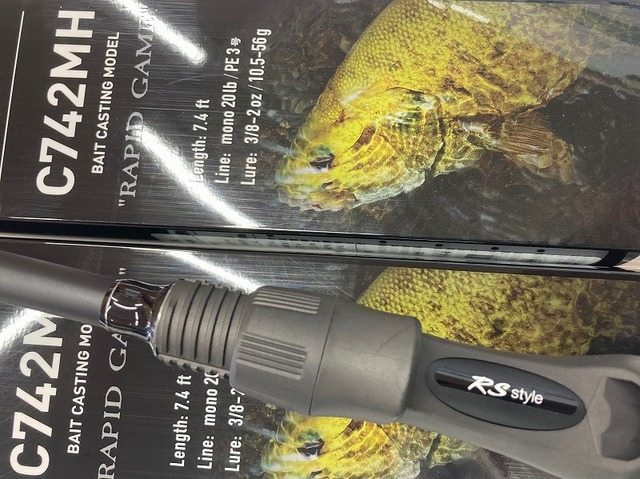 C742MH
BAIT CASTING MODEL
"RAPID GAME"
Length: 7.4 ft
Line: mono 20lb/PE 3号
Lure: 3/8-2oz/10.5-56g
C742M
BAIT CASTING MO
RAPID GA "
Length: 7.4 ft
Line: mono 20
Lure: 3/8-2
RS style